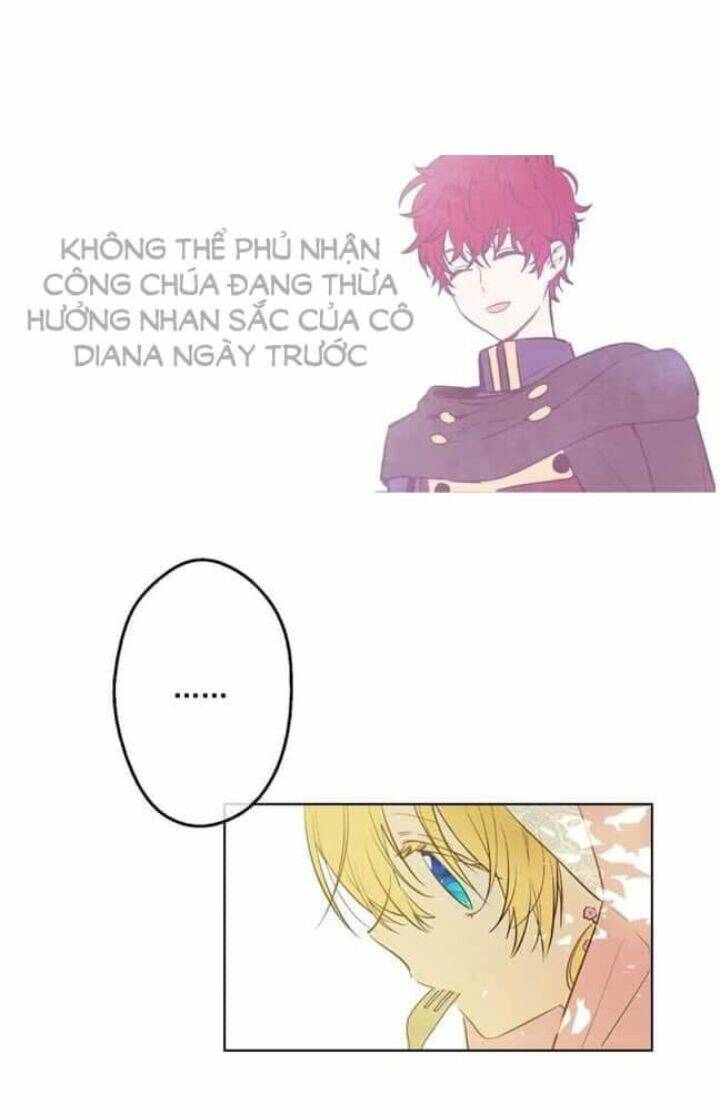 KHÔNG THỂ PHỦ NHẬN
CÔNG CHÚA ĐANG THỪA
HƯỞNG NHAN SẮC CỦA CÔ
DIANA NGÀY TRƯỚC
......